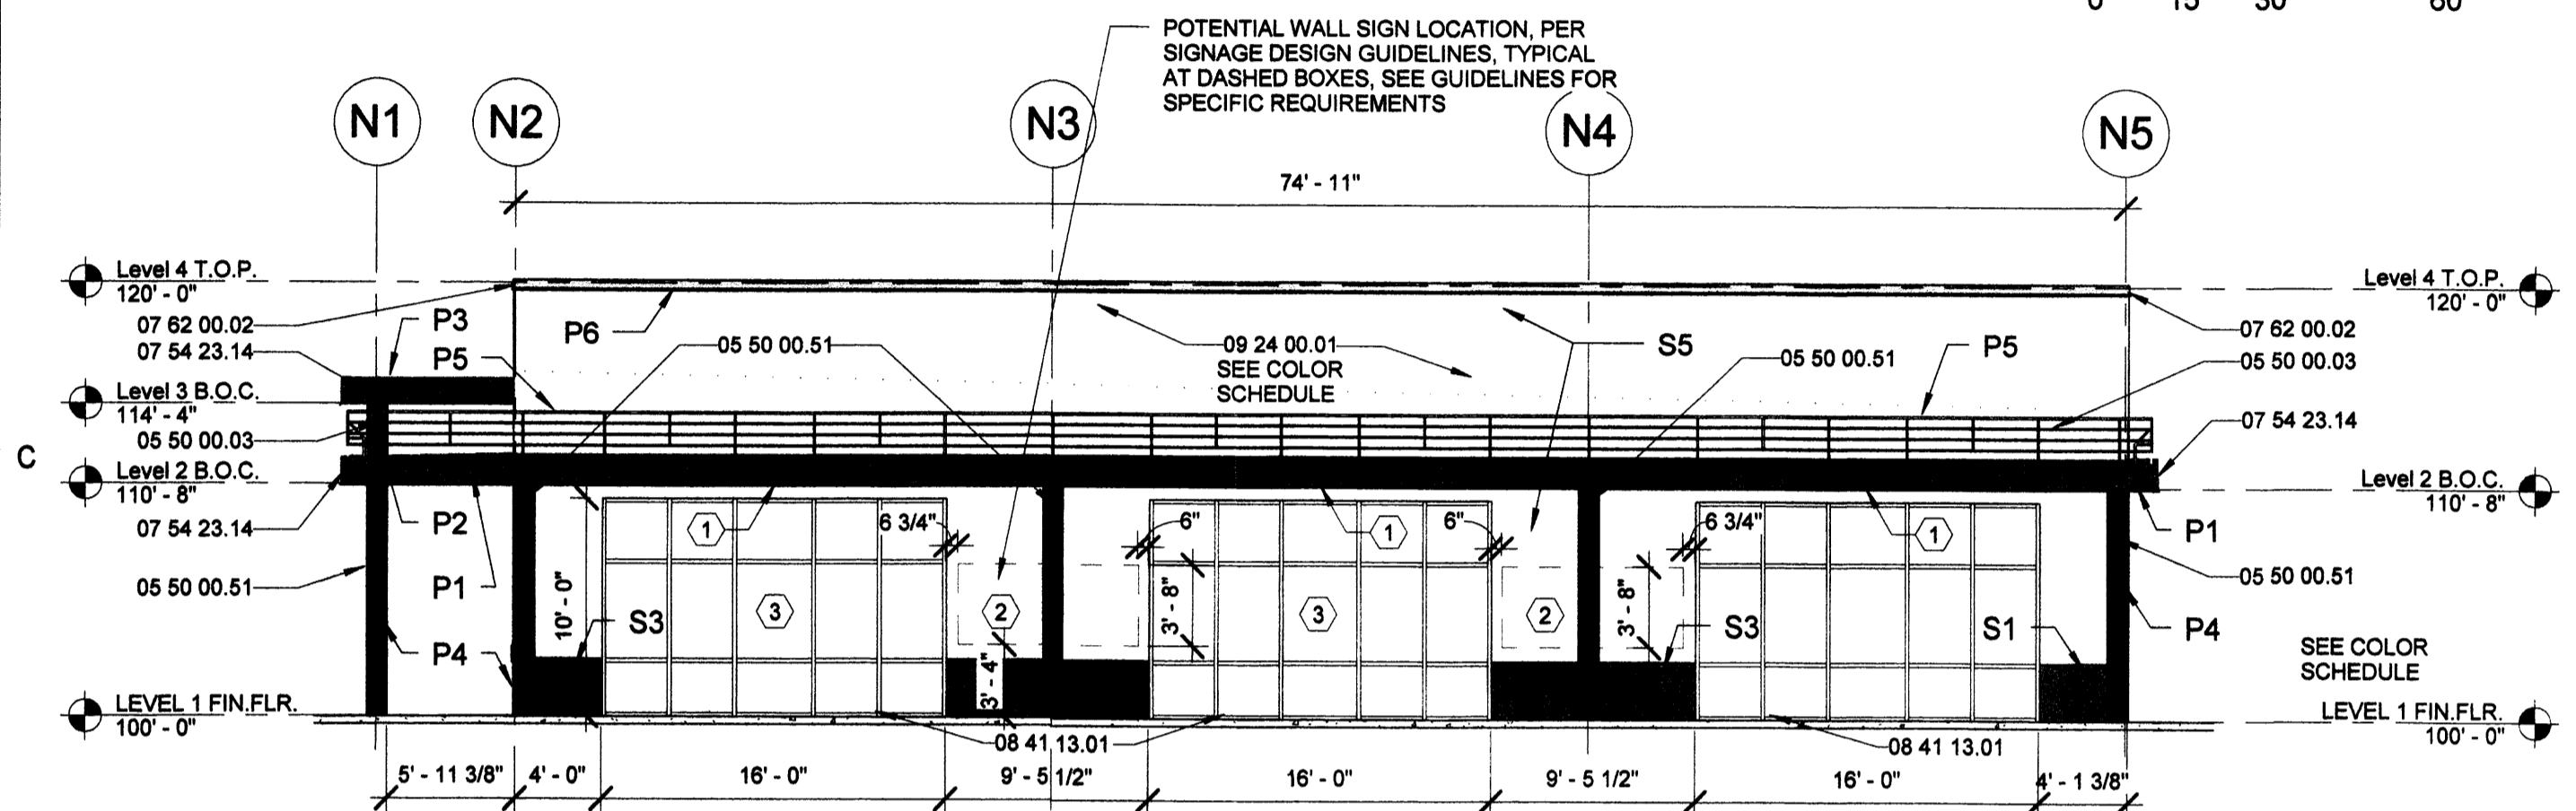 0 15 30 60
POTENTIAL WALL SIGN LOCATION, PER
SIGNAGE DESIGN GUIDELINES, TYPICAL
AT DASHED BOXES, SEE GUIDELINES FOR
SPECIFIC REQUIREMENTS
N1 N2 N3 N4 N5
74' - 11"
Level 4 T.O.P.
120' - 0"
Level 4 T.O.P.
120' - 0"
07 62 00.02
P3
P6
05 50 00.51
09 24 00.01
SEE COLOR
SCHEDULE
S5
05 50 00.51
P5
07 62 00.02
05 50 00.03
07 54 23.14
P5
Level 3 B.O.C.
114' - 4"
05 50 00.03
07 54 23.14
C
Level 2 B.O.C.
110' - 8"
Level 2 B.O.C.
110' - 8"
07 54 23.14
P2
1
6 3/4"
6"
1
6"
6 3/4"
1
P1
05 50 00.51
P1
05 50 00.51
10' - 0"
S3
3
2
3' - 8"
3
2
3' - 8"
S3
S1
P4
P4
3' - 4"
SEE COLOR
SCHEDULE
LEVEL 1 FIN.FLR.
100' - 0"
LEVEL 1 FIN.FLR.
100' - 0"
08 41 13.01
08 41 13.01
5' - 11 3/8" 4' - 0" 16' - 0" 9' - 5 1/2" 16' - 0" 9' - 5 1/2" 16' - 0" 4' - 1 3/8"